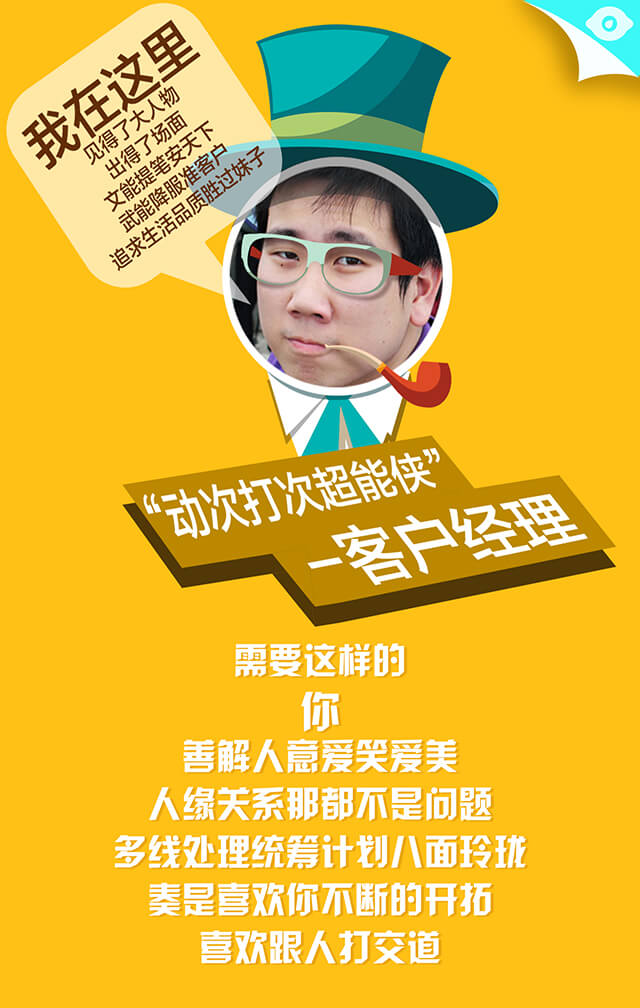 我在这里
见得了大人物
出得了场面
文能提笔安天下
武能降服准客户
追求生活品质胜过妹子
“动次打次超能侠”
-客户经理
需要这样的
你
善解人意爱笑爱美
人缘关系那都不是问题
多线处理统筹计划八面玲珑
奏是喜欢你不断的开拓
喜欢跟人打交道